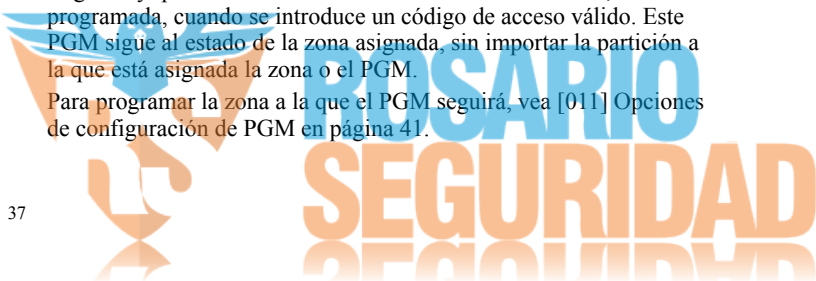 programada, cuando se introduce un código de acceso válido. Este
PGM sigue al estado de la zona asignada, sin importar la partición a
la que está asignada la zona o el PGM.
Para programar la zona a la que el PGM seguirá, vea [011] Opciones
de configuración de PGM en página 41.
ROSARIO
SEGURIDAD
37